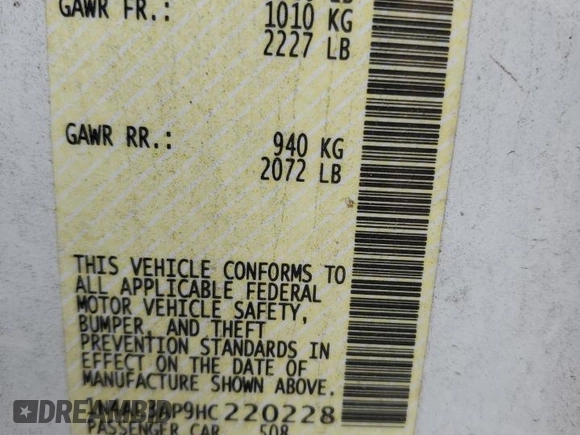 GAWR FR.: 1010 KG
2227 LB
GAWR RR.: 940 KG
2072 LB
THIS VEHICLE CONFORMS TO
ALL APPLICABLE FEDERAL
MOTOR VEHICLE SAFETY,
BUMPER, AND THEFT
PREVENTION STANDARDS IN
EFFECT ON THE DATE OF
MANUFACTURE SHOWN ABOVE.
220228
PASSENGER CAR 508
DREAMBID